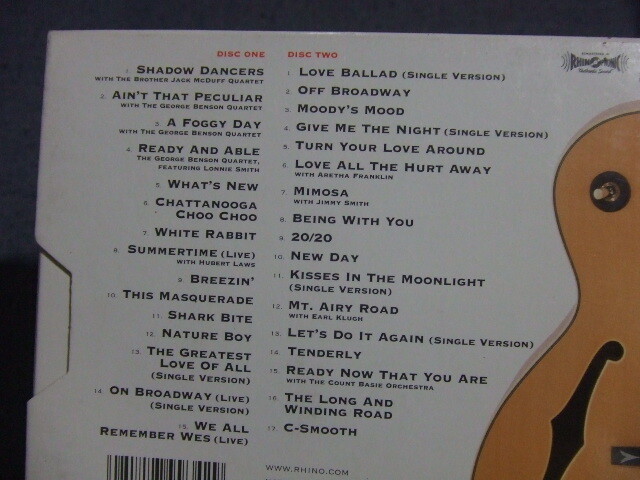 DISC ONE
1. SHADOW DANCERS
WITH THE BROTHER JACK MCDUFF QUARTET
2. AIN'T THAT PECULIAR
WITH THE GEORGE BENSON QUARTET
3. A FOGGY DAY
WITH THE GEORGE BENSON QUARTET
4. READY AND ABLE
THE GEORGE BENSON QUARTET,
FEATURING LONNIE SMITH
5. WHAT'S NEW
6. CHATTANOOGA
CHOO CHOO
7. WHITE RABBIT
8. SUMMERTIME (LIVE)
WITH HUBERT LAWS
9. BREEZIN'
10. THIS MASQUERADE
11. SHARK BITE
12. NATURE BOY
13. THE GREATEST
LOVE OF ALL
(SINGLE VERSION)
14. ON BROADWAY (LIVE)
(SINGLE VERSION)
15. WE ALL
REMEMBER WES (LIVE)
DISC TWO
1. LOVE BALLAD (SINGLE VERSION)
2. OFF BROADWAY
3. MOODY'S MOOD
4. GIVE ME THE NIGHT (SINGLE VERSION)
5. TURN YOUR LOVE AROUND
6. LOVE ALL THE HURT AWAY
WITH ARETHA FRANKLIN
7. MIMOSA
WITH JIMMY SMITH
8. BEING WITH YOU
9. 20/20
10. NEW DAY
11. KISSES IN THE MOONLIGHT
(SINGLE VERSION)
12. MT. AIRY ROAD
WITH EARL KLUGH
13. LET'S DO IT AGAIN (SINGLE VERSION)
14. TENDERLY
15. READY NOW THAT YOU ARE
WITH THE COUNT BASIE ORCHESTRA
16. THE LONG AND
WINDING ROAD
17. C-SMOOTH
WWW.RHINO.COM
RHINOPHONIC
Authentic Sound